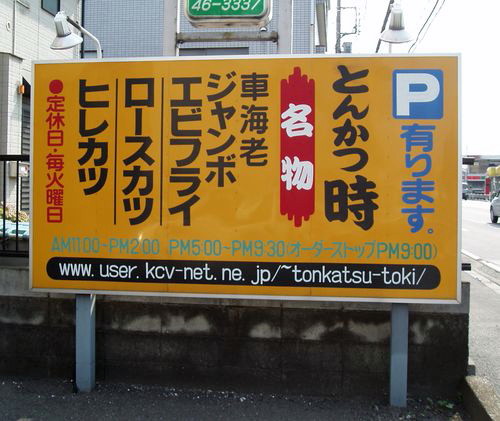 46-3337
P
有ります。
とんかつ時
名物
車海老
ジャンボ
エビフライ
ロースカツ
ヒレカツ
●定休日・毎火曜日
AM11:00~PM2:00 (PM5:00~PM9:30(オーダーストップPM9:00)
www.user.kcv-net.ne.jp/~tonkatsu-toki/